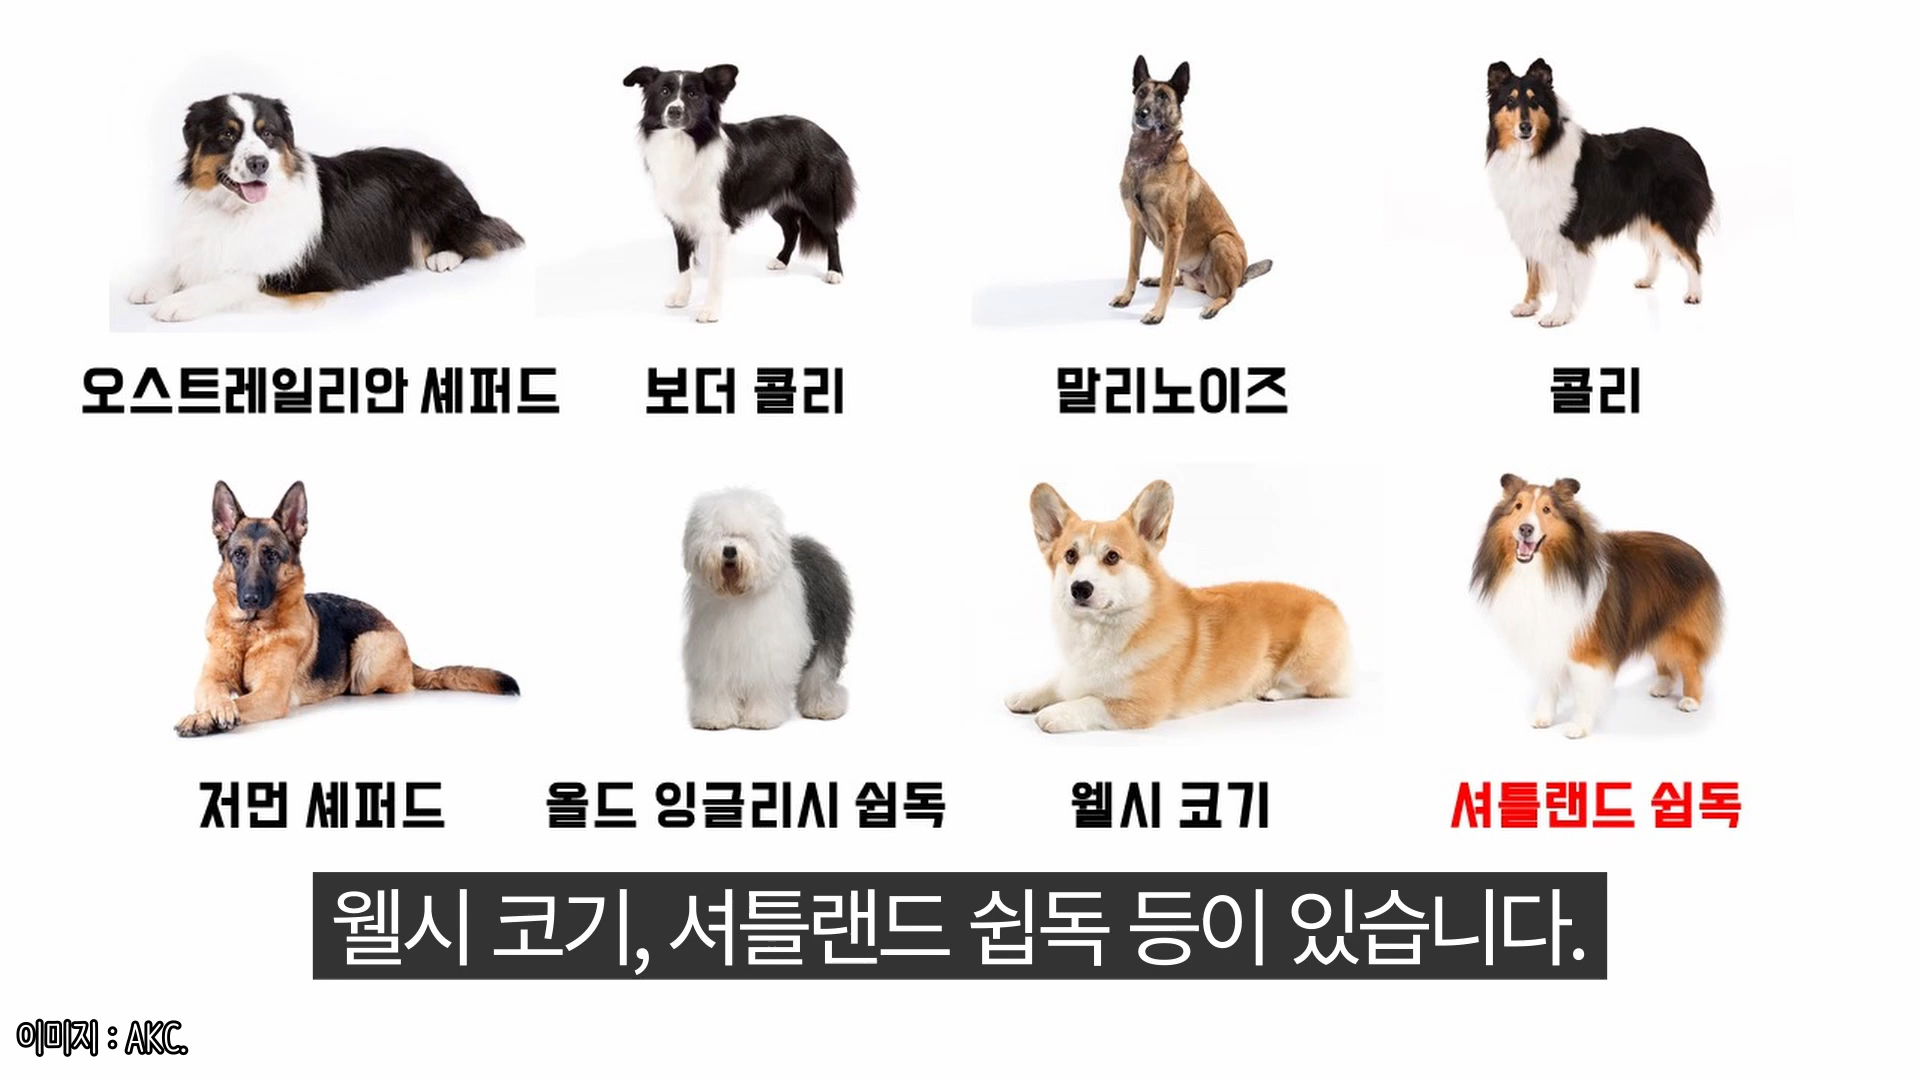 오스트레일리안 셰퍼드
보더 콜리
말리노이즈
콜리
저먼 셰퍼드
올드 잉글리시 쉽독
웰시 코기
셔틀랜드 쉽독
웰시 코기, 셔틀랜드 쉽독 등이 있습니다.
이미지 : AKC.